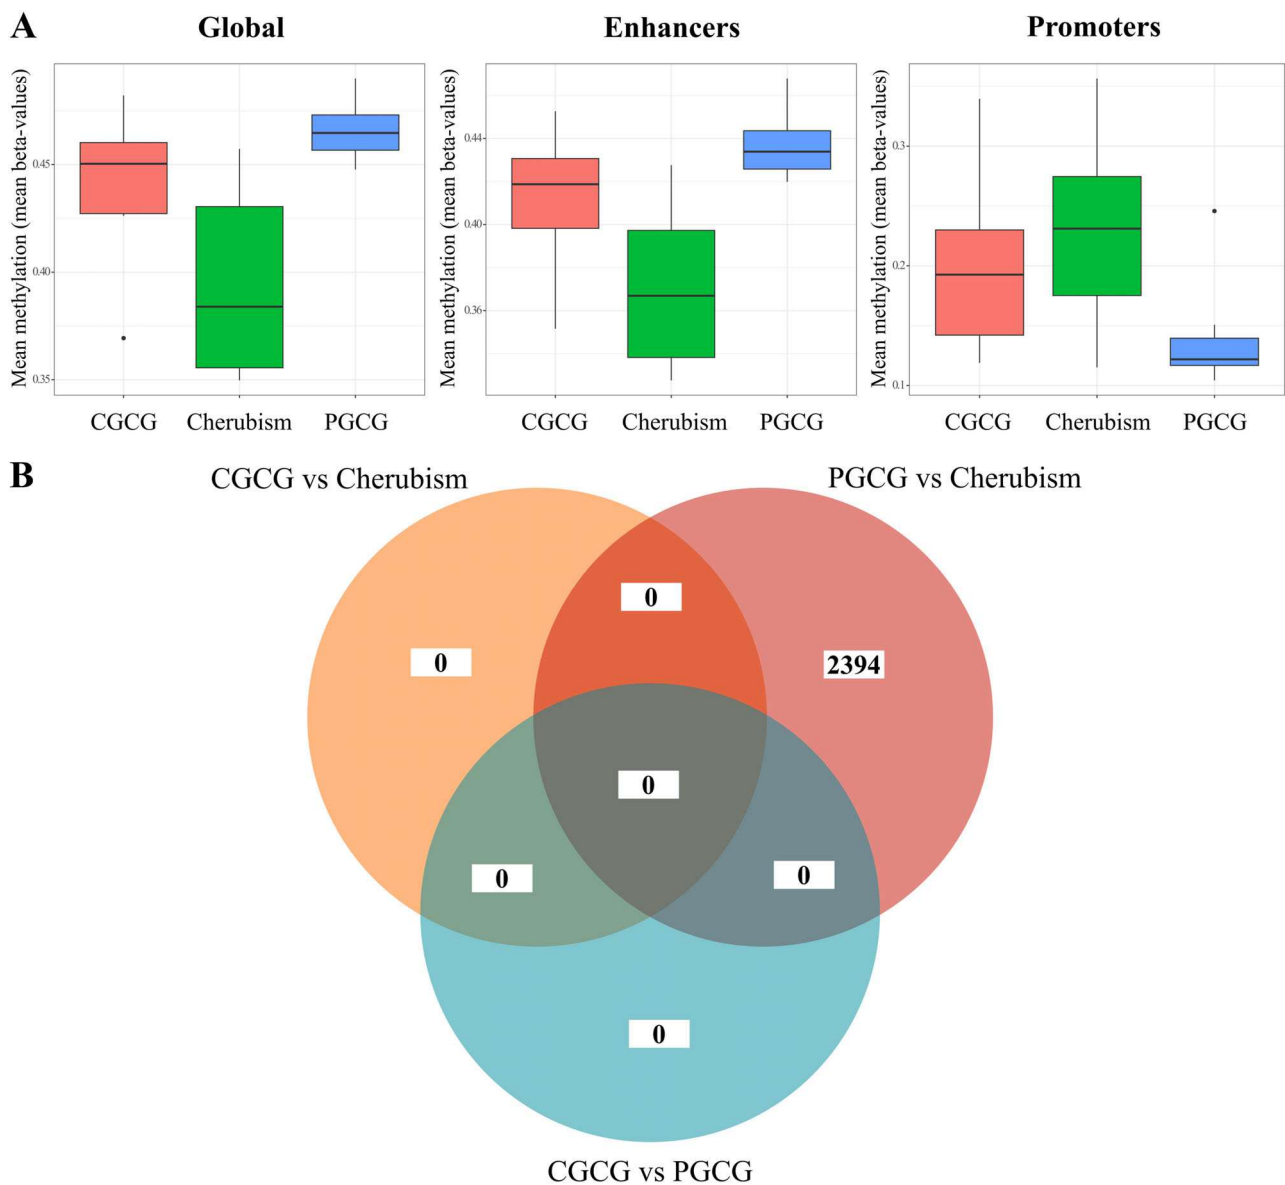 A
Global
Enhancers
Promoters
Mean methylation (mean beta-values)
0.45
0.40
0.35
CGCG Cherubism PGCG
Mean methylation (mean beta-values)
0.44
0.40
0.36
CGCG Cherubism PGCG
Mean methylation (mean beta-values)
0.3
0.2
0.1
CGCG Cherubism PGCG
B
CGCG vs Cherubism
PGCG vs Cherubism
0
0
2394
0
0
0
0
CGCG vs PGCG